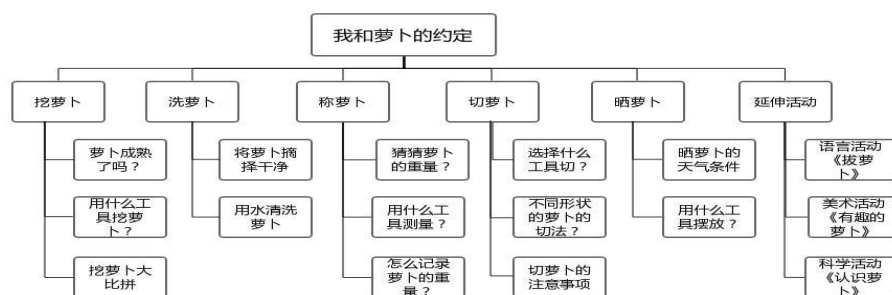 我和萝卜的约定
挖萝卜
洗萝卜
称萝卜
切萝卜
晒萝卜
延伸活动
萝卜成熟
了吗？
用什么工
具挖萝
卜？
挖萝卜大
比拼
将萝卜摘
择干净
用水清洗
萝卜
猜猜萝卜
的重量？
用什么工
具测量？
怎么记录
萝卜的重
量？
选择什么
工具切？
不同形状
的萝卜的
切法？
切萝卜的
注意事项
晒萝卜的
天气条件
用什么工
具摆放？
语言活动
《拔萝
卜》
美术活动
《有趣的
萝卜》
科学活动
《认识萝
卜》